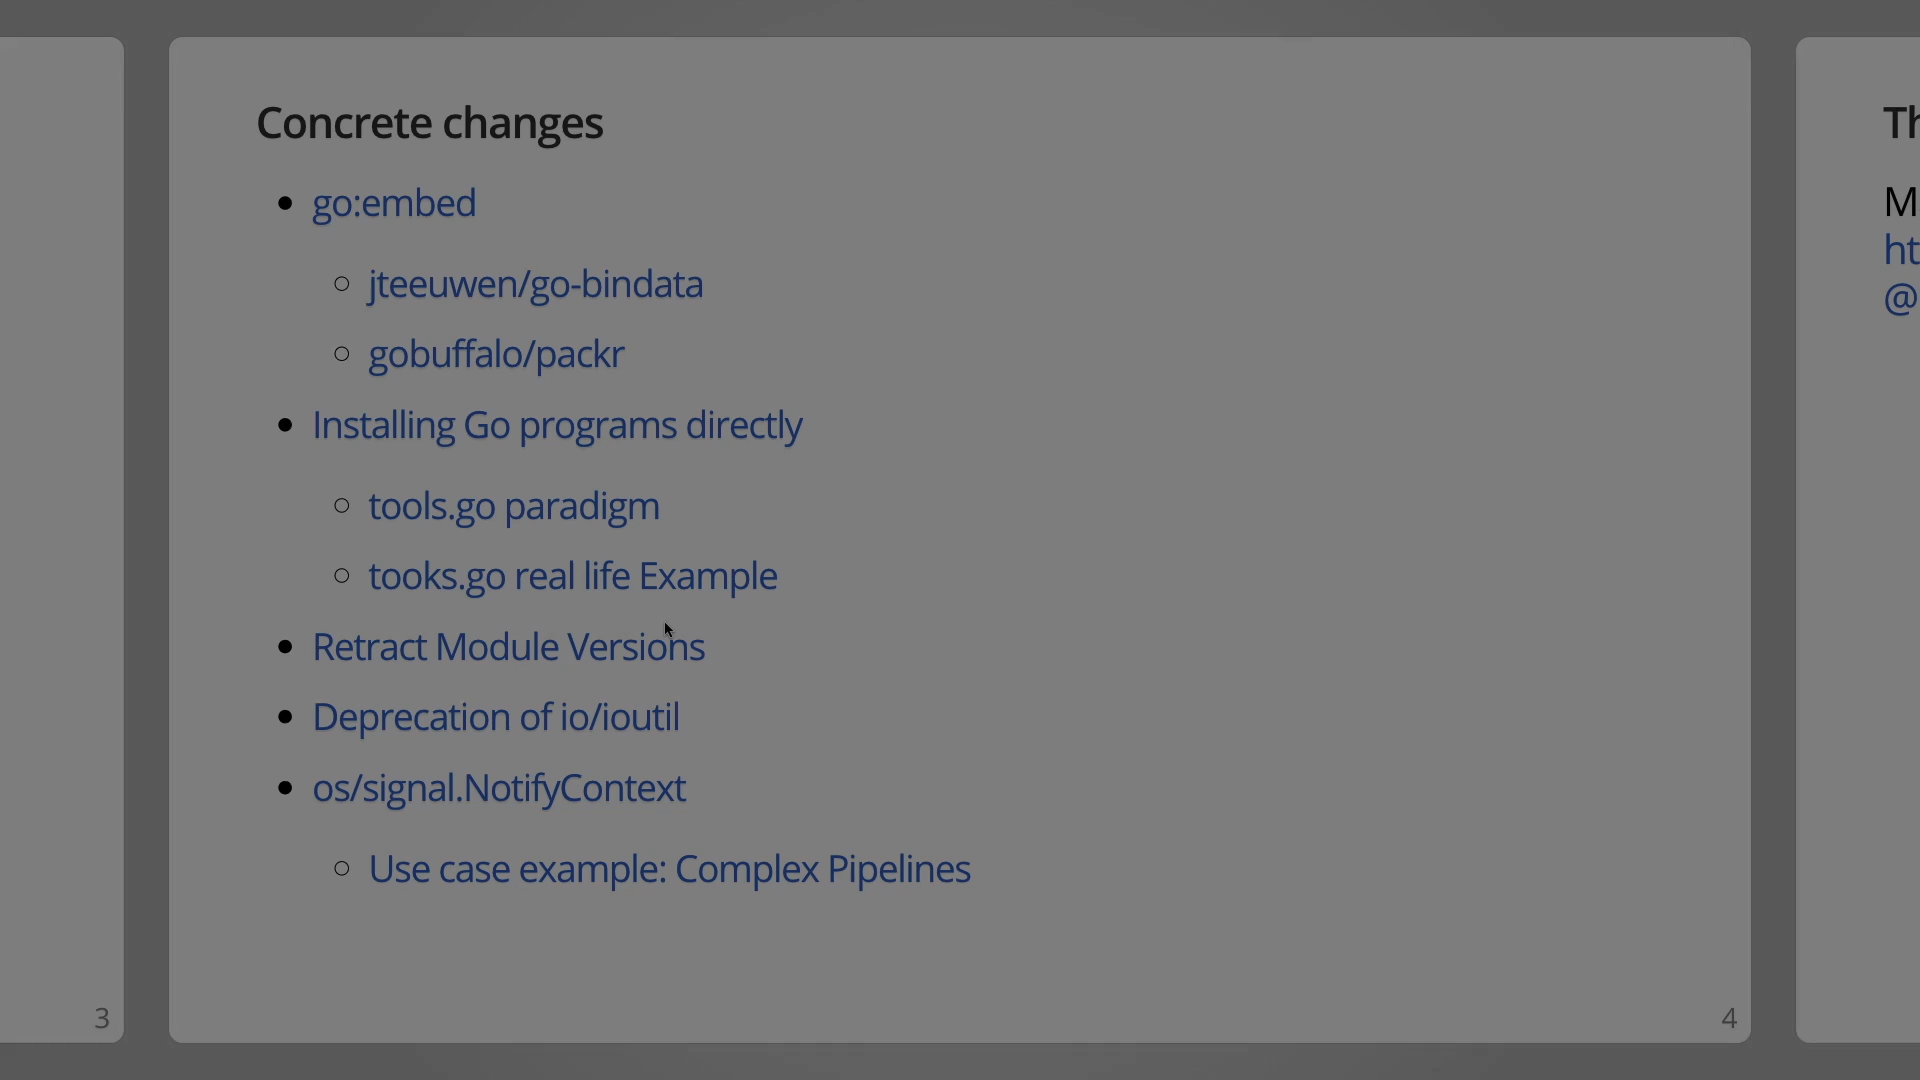 Concrete changes
go:embed
jteeuwen/go-bindata
gobuffalo/packr
Installing Go programs directly
tools.go paradigm
tooks.go real life Example
Retract Module Versions
Deprecation of io/ioutil
os/signal.NotifyContext
Use case example: Complex Pipelines
3
4
Th
M
ht
@